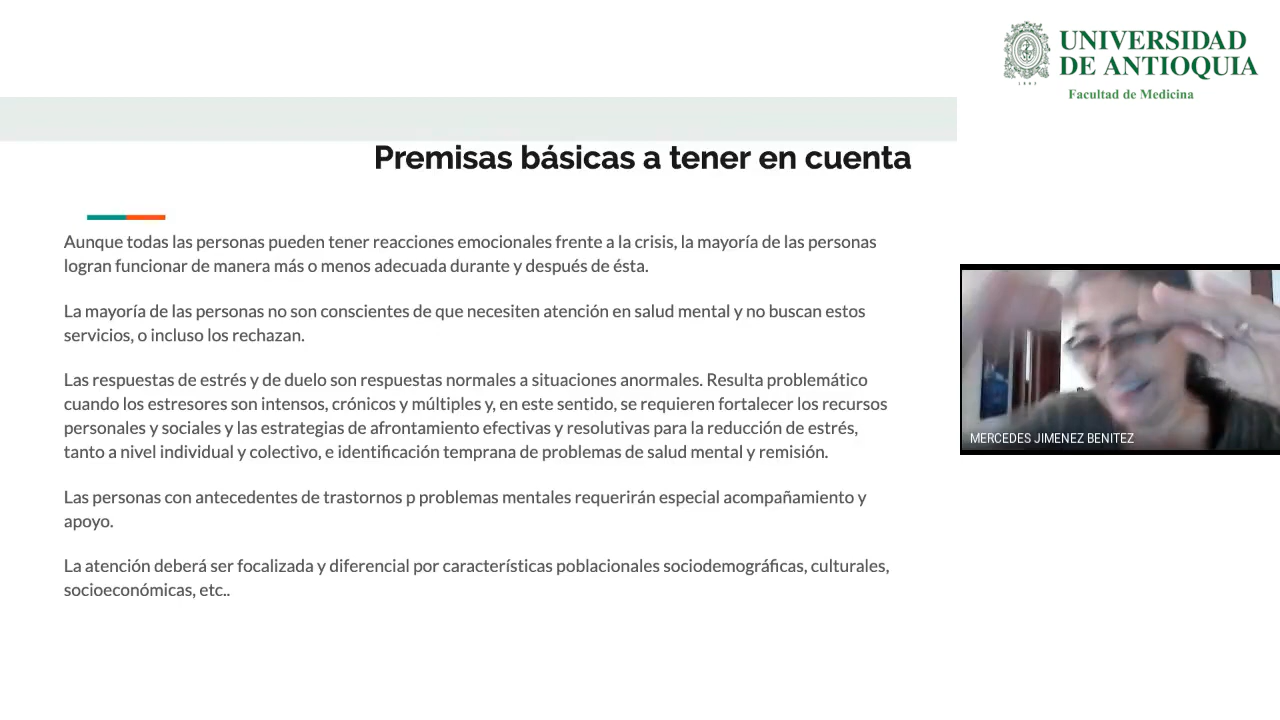 UNIVERSIDAD
DE ANTIOQUIA
1803
Facultad de Medicina
Premisas básicas a tener en cuenta
Aunque todas las personas pueden tener reacciones emocionales frente a la crisis, la mayoría de las personas
logran funcionar de manera más o menos adecuada durante y después de ésta.
La mayoría de las personas no son conscientes de que necesiten atención en salud mental y no buscan estos
servicios, o incluso los rechazan.
Las respuestas de estrés y de duelo son respuestas normales a situaciones anormales. Resulta problemático
cuando los estresores son intensos, crónicos y múltiples y, en este sentido, se requieren fortalecer los recursos
personales y sociales y las estrategias de afrontamiento efectivas y resolutivas para la reducción de estrés,
tanto a nivel individual y colectivo, e identificación temprana de problemas de salud mental y remisión.
Las personas con antecedentes de trastornos p problemas mentales requerirán especial acompañamiento y
apoyo.
La atención deberá ser focalizada y diferencial por características poblacionales sociodemográficas, culturales,
socioeconómicas, etc..
MERCEDES JIMENEZ BENITEZ